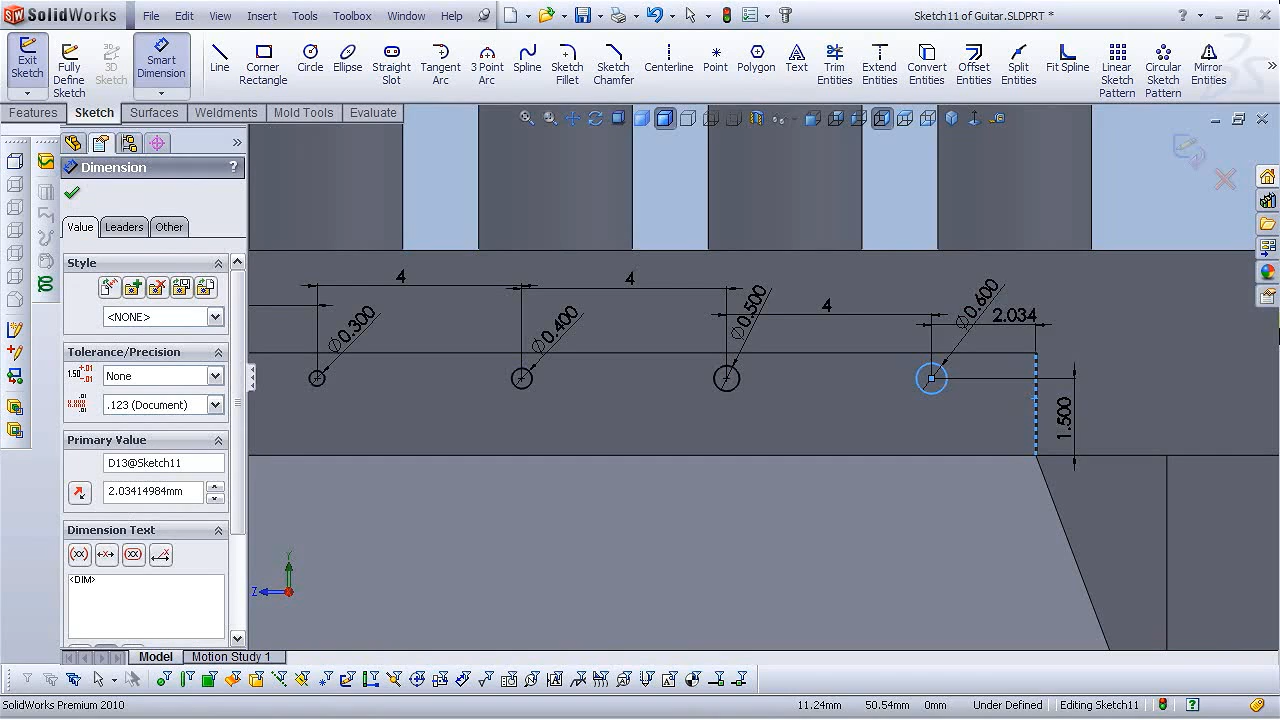 SolidWorks File Edit View Insert Tools Toolbox Window Help Sketch11 of Guitar.SLDPRT *
Exit Sketch
Fully Define Sketch
3D Sketch
Smart Dimension
Line
Corner Rectangle
Circle
Ellipse
Straight Slot
Tangent Arc
3 Point Arc
Spline
Sketch Fillet
Sketch Chamfer
Centerline
Point
Polygon
Text
Trim Entities
Extend Entities
Convert Entities
Offset Entities
Split Entities
Fit Spline
Linear Sketch Pattern
Circular Sketch Pattern
Mirror Entities
Features Sketch Surfaces Weldments Mold Tools Evaluate
Dimension ?
Value Leaders Other
Style
<NONE>
Tolerance/Precision
None
.123 (Document)
Primary Value
D13@Sketch11
2.03414984mm
Dimension Text
<DIM>
4
4
4
2.034
∅0.300
∅0.400
∅0.500
∅0.600
1.500
Y
Z
Model Motion Study 1
SolidWorks Premium 2010 11.24mm 50.54mm 0mm Under Defined Editing Sketch11